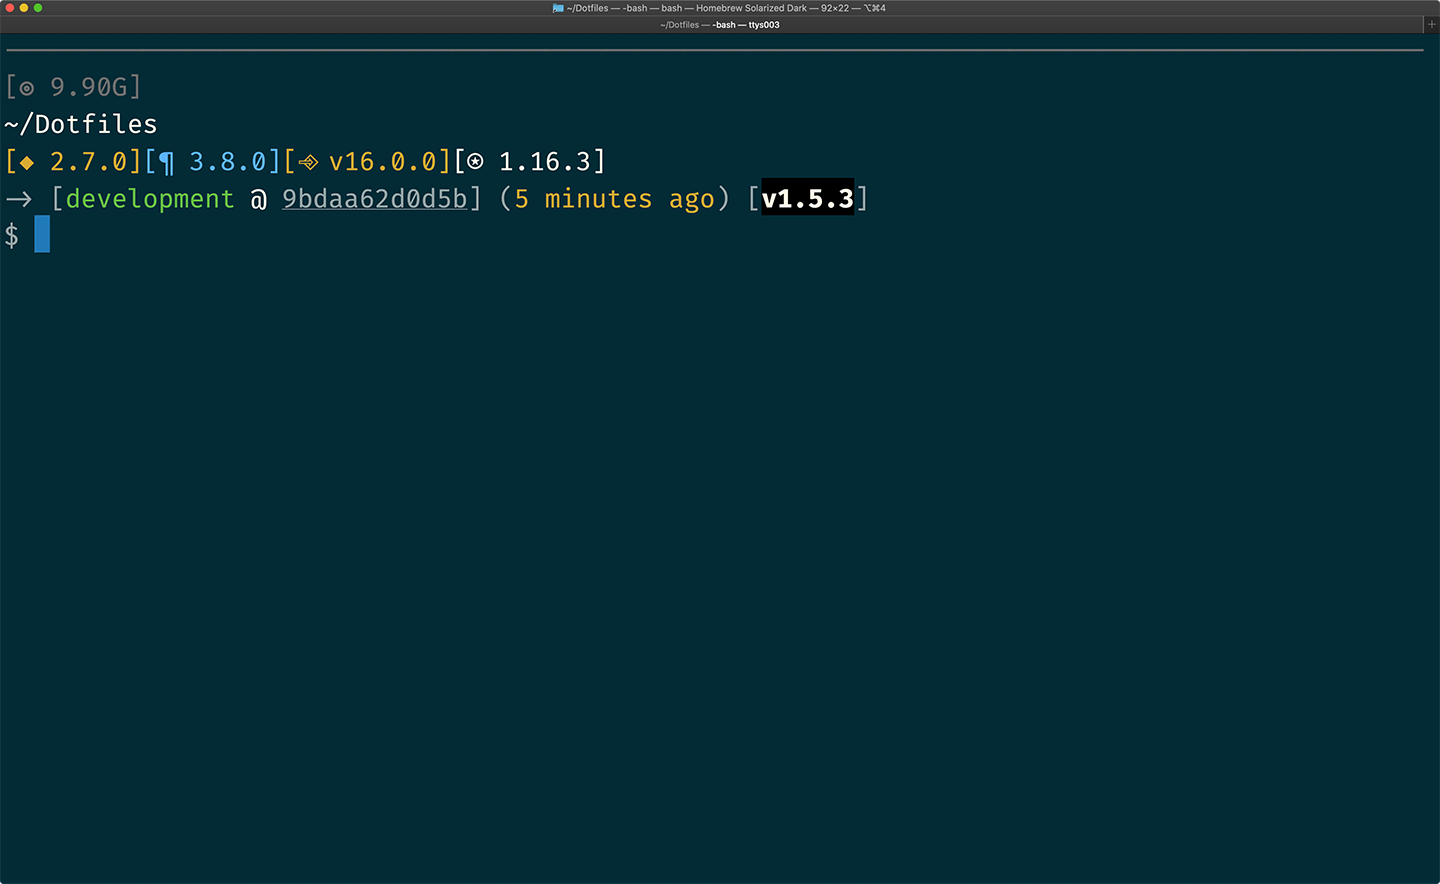 ~/Dotfiles — -bash — bash — Homebrew Solarized Dark — 92×22 — ⌥⌘4
~/Dotfiles — -bash — ttys003
[◎ 9.90G]
~/Dotfiles
[◆ 2.7.0][¶ 3.8.0][⎆ v16.0.0][⍟ 1.16.3]
→ [development @ 9bdaa62d0d5b] (5 minutes ago) [v1.5.3]
$